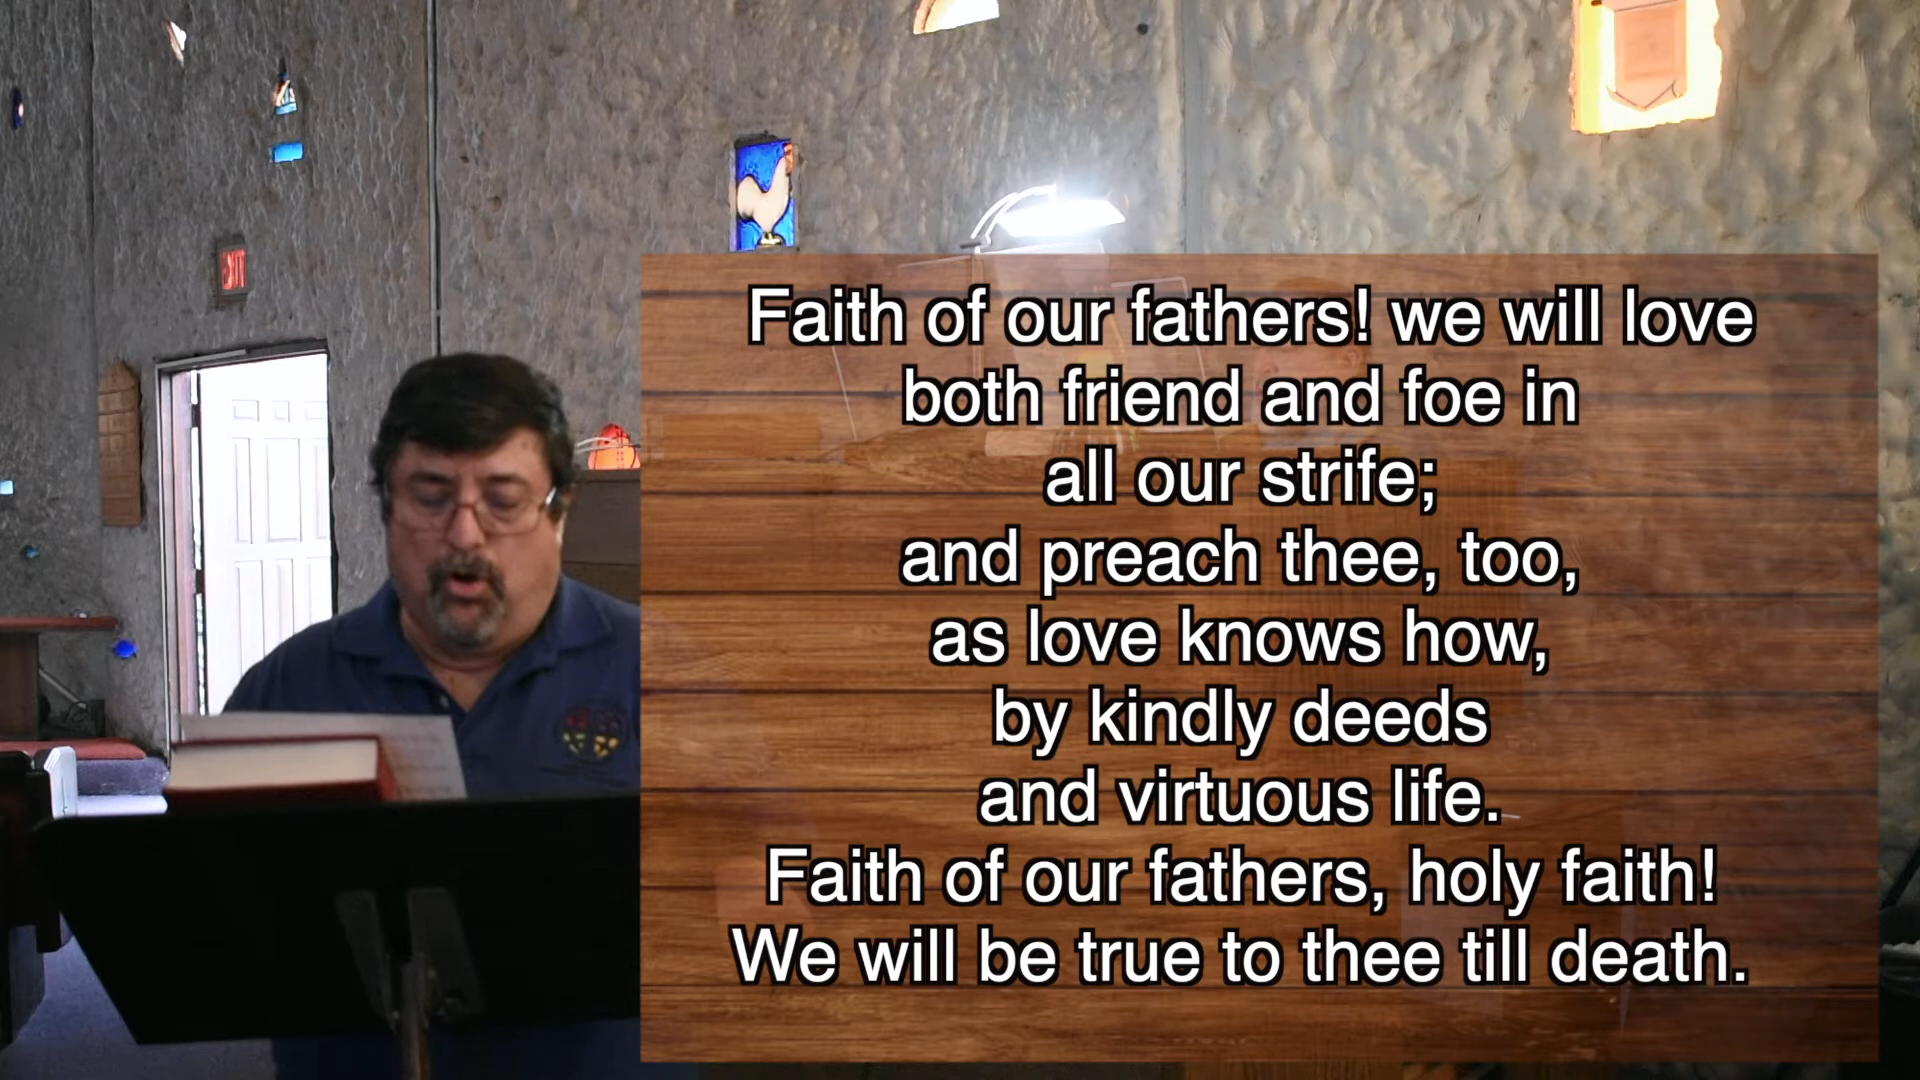 EXIT
Faith of our fathers! we will love
both friend and foe in
all our strife;
and preach thee, too,
as love knows how,
by kindly deeds
and virtuous life.
Faith of our fathers, holy faith!
We will be true to thee till death.